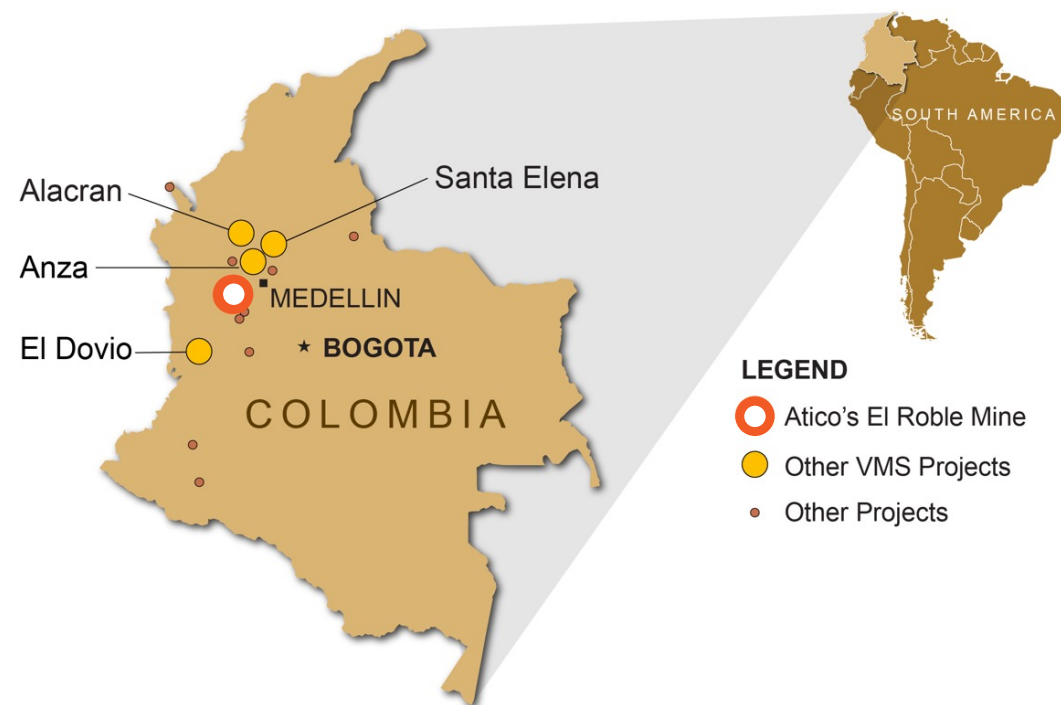 SOUTH AMERICA
Alacran
Santa Elena
Anza
MEDELLIN
El Dovio
BOGOTA
COLOMBIA
LEGEND
Atico's El Roble Mine
Other VMS Projects
Other Projects